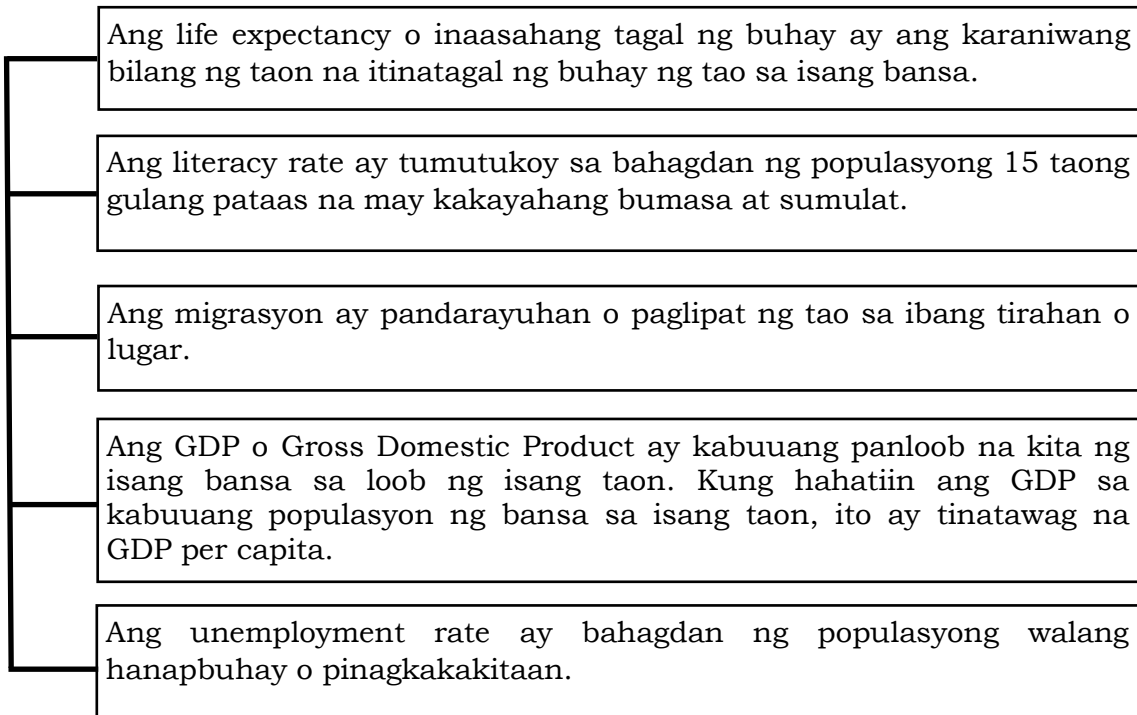 Ang life expectancy o inaasahang tagal ng buhay ay ang karaniwang
bilang ng taon na itinatagal ng buhay ng tao sa isang bansa.
Ang literacy rate ay tumutukoy sa bahagdan ng populasyong 15 taong
gulang pataas na may kakayahang bumasa at sumulat.
Ang migrasyon ay pandarayuhan o paglipat ng tao sa ibang tirahan o
lugar.
Ang GDP o Gross Domestic Product ay kabuuang panloob na kita ng
isang bansa sa loob ng isang taon. Kung hahatiin ang GDP sa
kabuuang populasyon ng bansa sa isang taon, ito ay tinatawag na
GDP per capita.
Ang unemployment rate ay bahagdan ng populasyong walang
hanapbuhay o pinagkakakitaan.